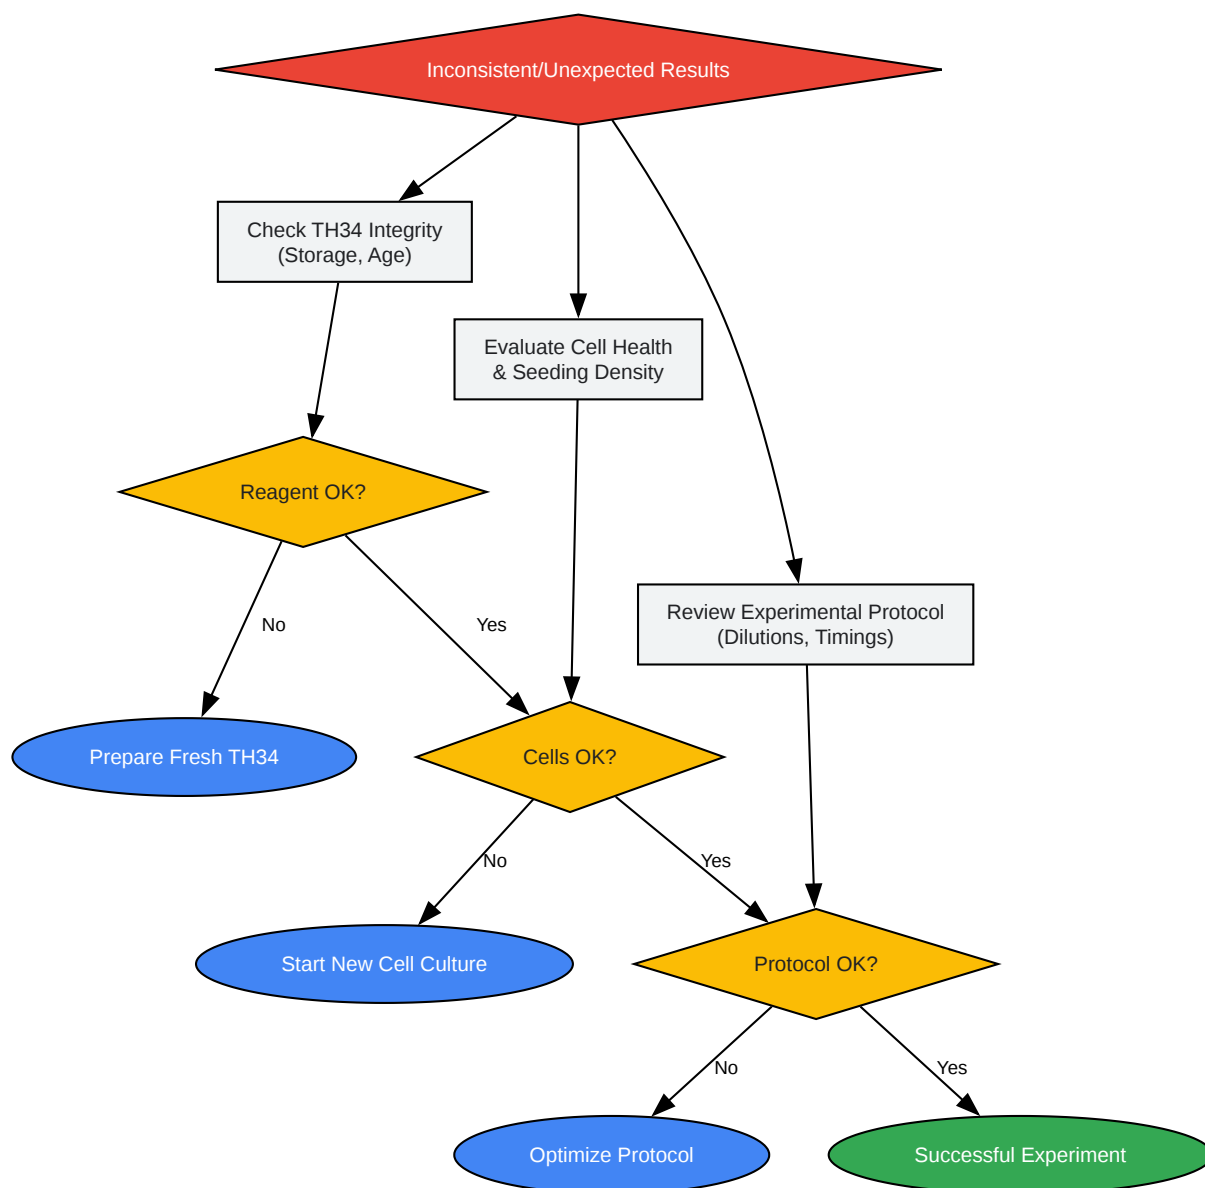 Inconsistent/Unexpected Results
Check TH34 Integrity
(Storage, Age)
Evaluate Cell Health
& Seeding Density
Reagent OK?
No
Yes
Review Experimental Protocol
(Dilutions, Timings)
Prepare Fresh TH34
Cells OK?
No
Yes
Start New Cell Culture
Protocol OK?
No
Yes
Optimize Protocol
Successful Experiment